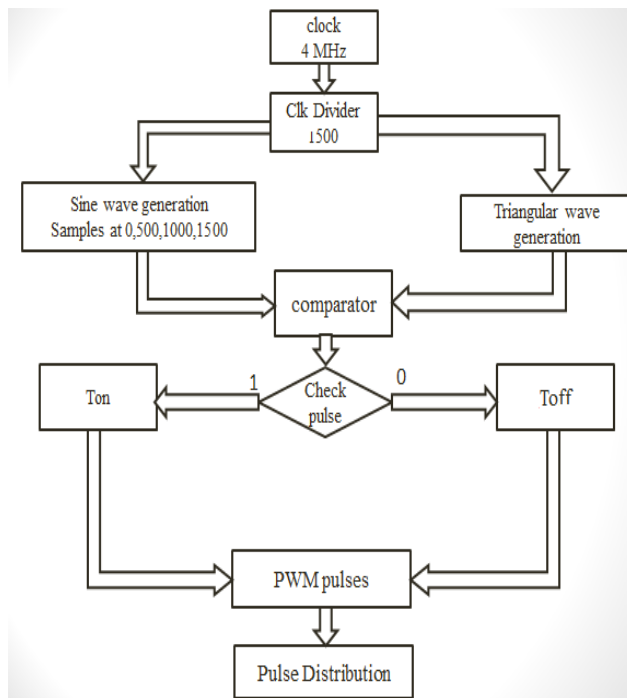 clock
4 MHz
Clk Divider
1500
Sine wave generation
Samples at 0,500,1000,1500
Triangular wave
generation
comparator
1
Check
pulse
0
Ton
Toff
PWM pulses
Pulse Distribution